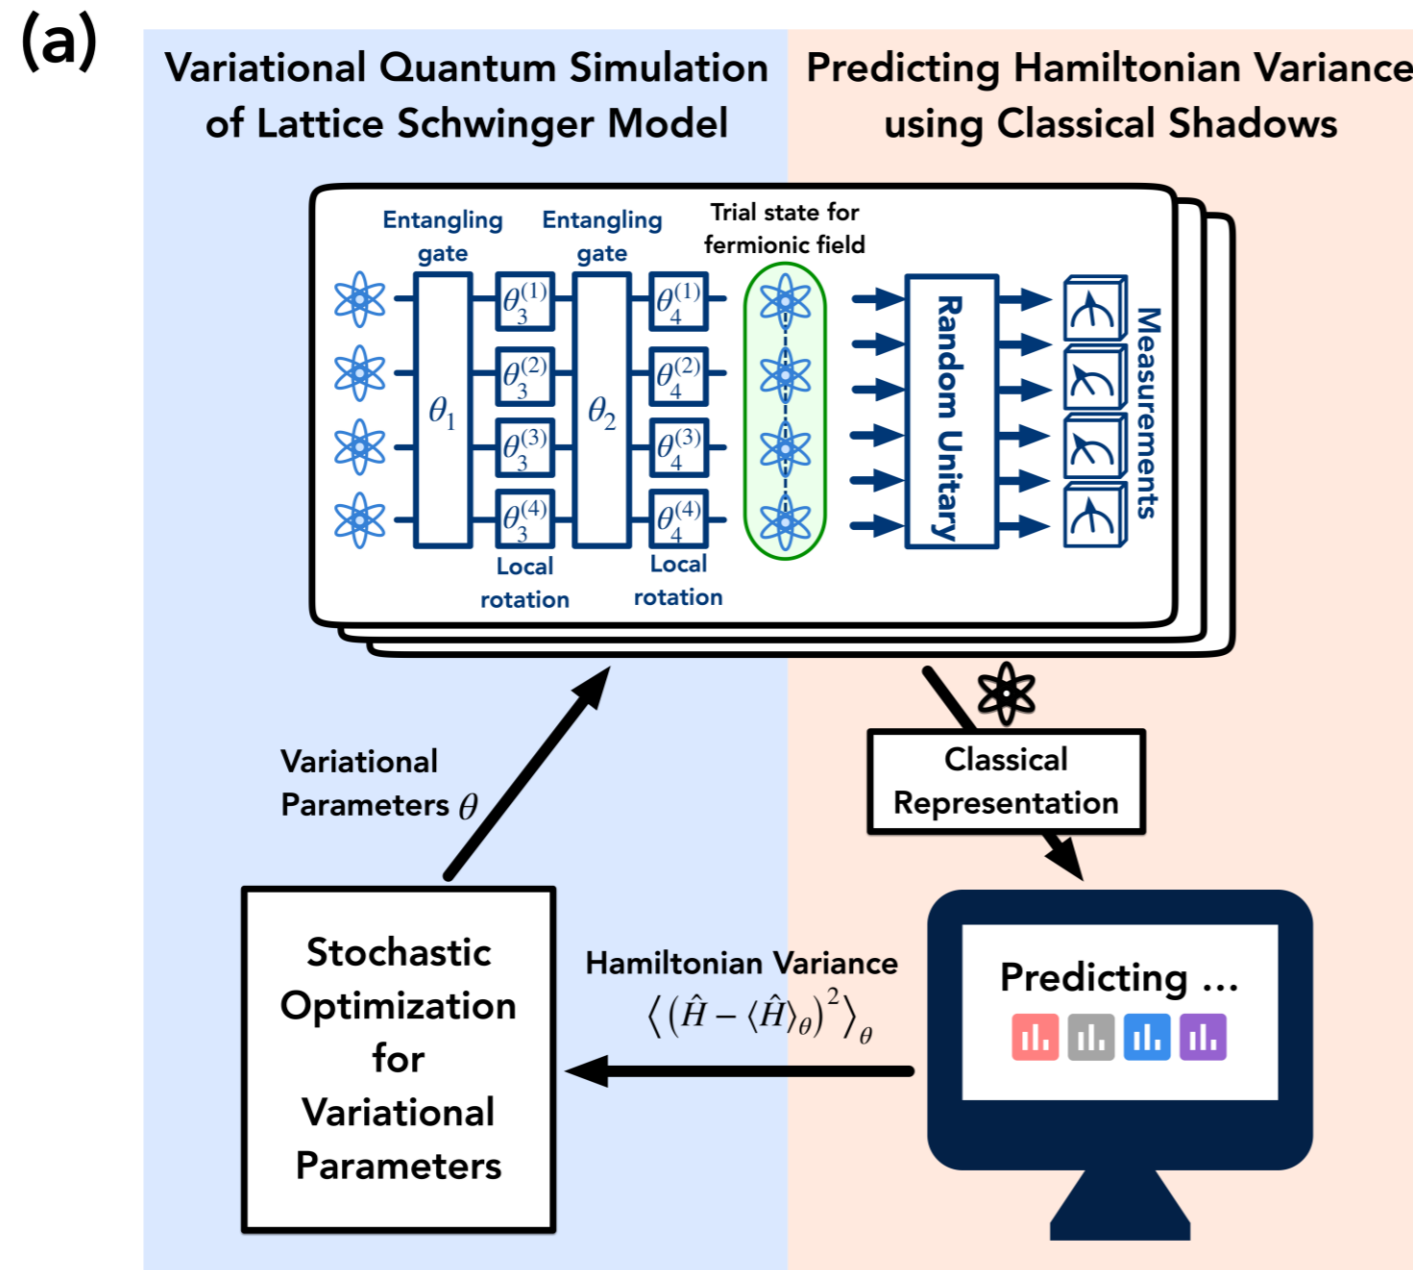 (a)
Variational Quantum Simulation
of Lattice Schwinger Model
Predicting Hamiltonian Variance
using Classical Shadows
Entangling
gate
Entangling
gate
Trial state for
fermionic field
θ₁
θ₃⁽¹⁾
θ₃⁽²⁾
θ₃⁽³⁾
θ₃⁽⁴⁾
θ₂
θ₄⁽¹⁾
θ₄⁽²⁾
θ₄⁽³⁾
θ₄⁽⁴⁾
Local
rotation
Local
rotation
Random Unitary
Measurements
Variational
Parameters θ
Classical
Representation
Stochastic
Optimization
for
Variational
Parameters
Hamiltonian Variance
⟨(Ĥ − ⟨Ĥ⟩θ)²⟩θ
Predicting ...